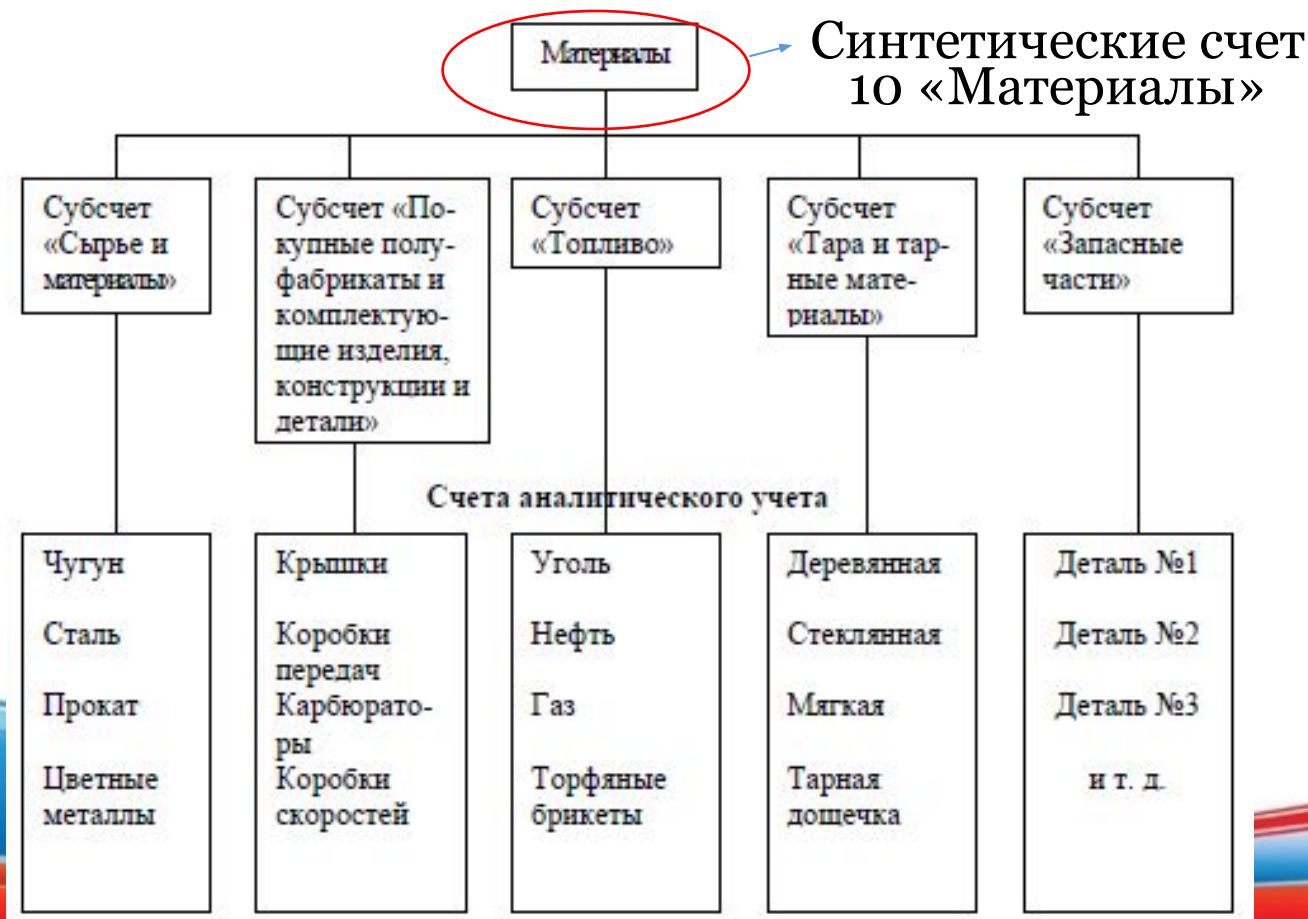 Материалы
Синтетические счет
10 «Материалы»
Субсчет
«Сырье и
материалы»
Субсчет «По-
купные полу-
фабрикаты и
комплектую-
щие изделия,
конструкции и
детали»
Субсчет
«Топливо»
Субсчет
«Тара и тар-
ные мате-
риалы»
Субсчет
«Запасные
части»
Счета аналитического учета
Чугун
Сталь
Прокат
Цветные
металлы
Крышки
Коробки
передач
Карбюрато-
ры
Коробки
скоростей
Уголь
Нефть
Газ
Торфяные
брикеты
Деревянная
Стеклянная
Мягкая
Тарная
дощечка
Деталь №1
Деталь №2
Деталь №3
и т. д.